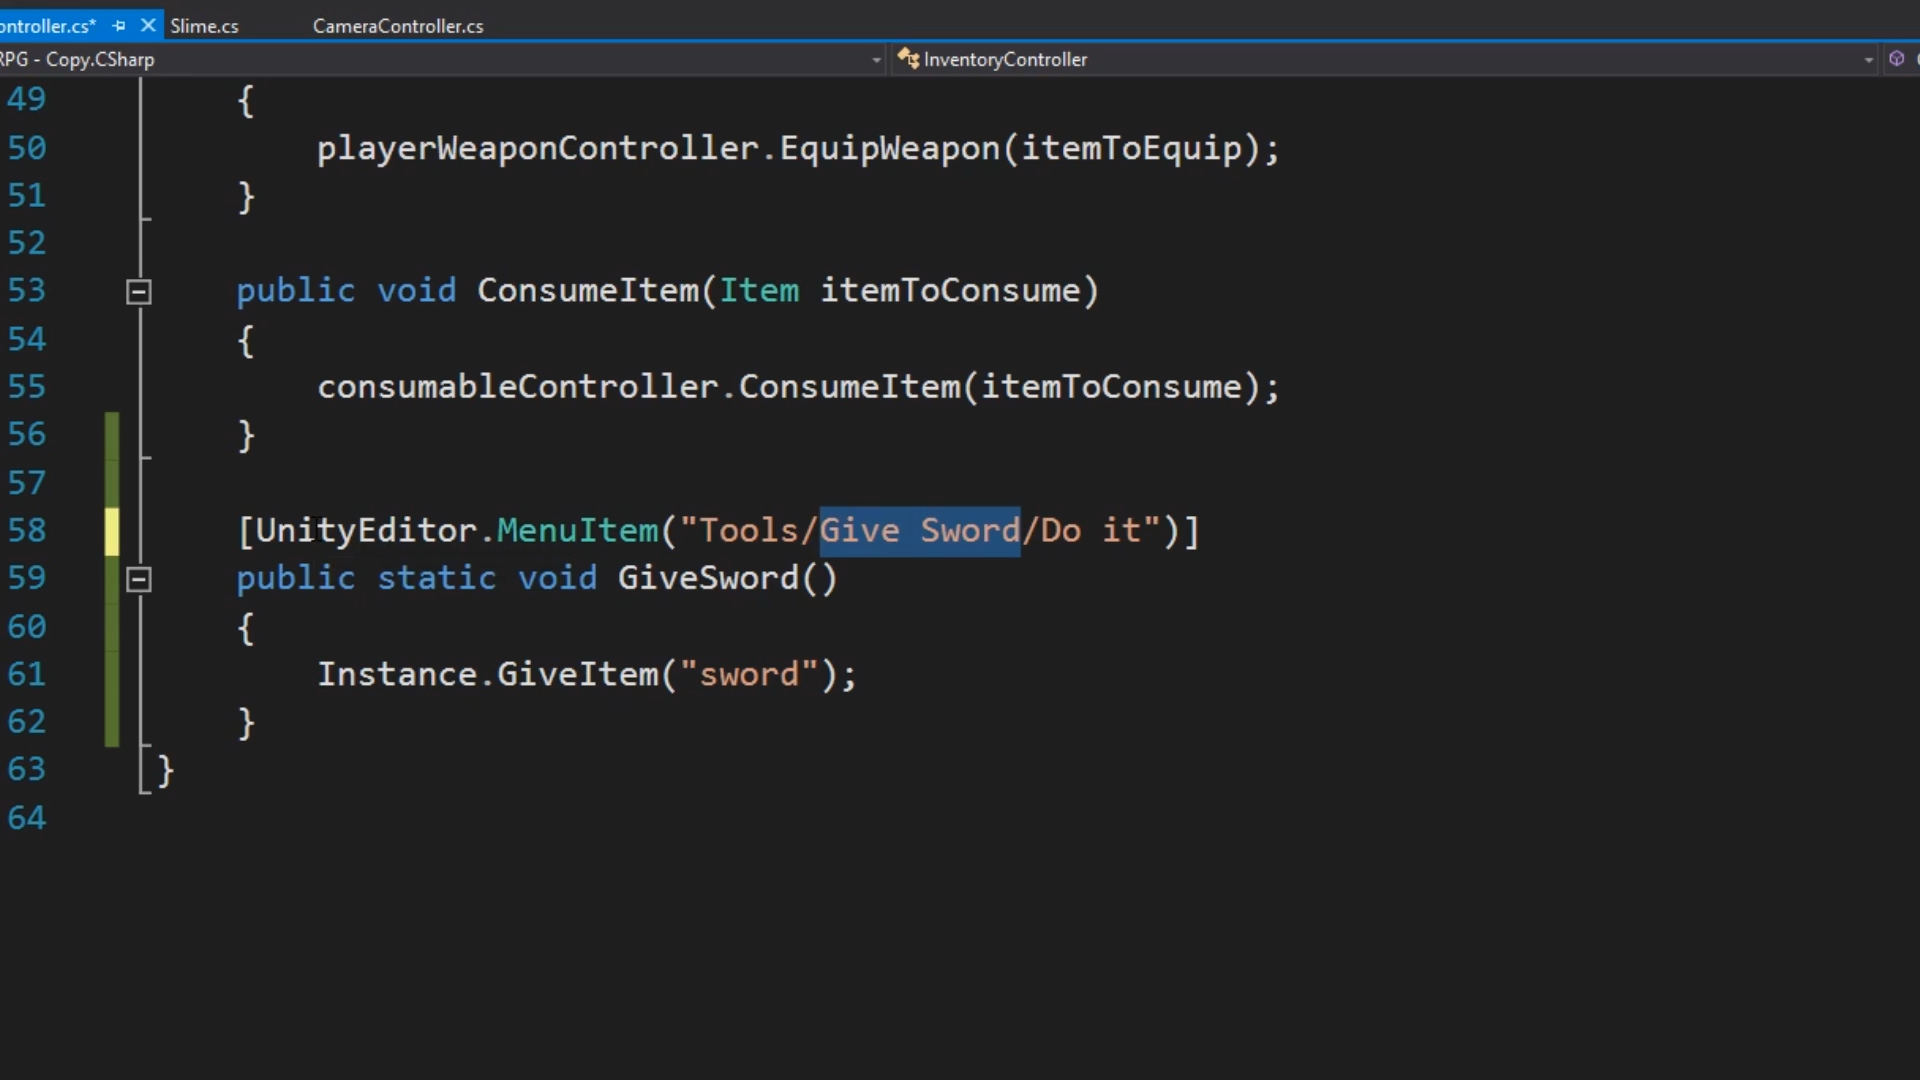 ontroller.cs* Slime.cs CameraController.cs
RPG - Copy.CSharp InventoryController
49 {
50 playerWeaponController.EquipWeapon(itemToEquip);
51 }
52
53 public void ConsumeItem(Item itemToConsume)
54 {
55 consumableController.ConsumeItem(itemToConsume);
56 }
57
58 [UnityEditor.MenuItem("Tools/Give Sword/Do it")]
59 public static void GiveSword()
60 {
61 Instance.GiveItem("sword");
62 }
63 }
64